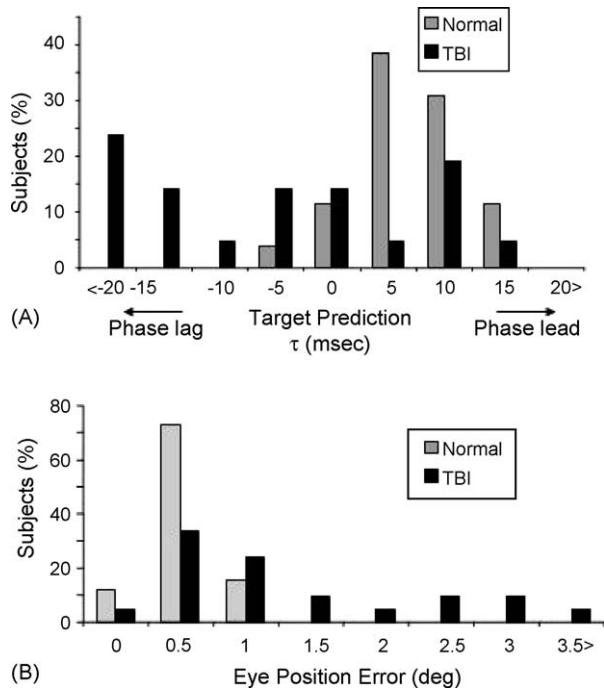 Normal
TBI
Subjects (%)
40
30
20
10
0
<-20 -15 -10 -5 0 5 10 15 20>
(A)
Phase lag
Target Prediction
τ (msec)
Phase lead
Normal
TBI
Subjects (%)
80
60
40
20
0
0 0.5 1 1.5 2 2.5 3 3.5>
(B)
Eye Position Error (deg)